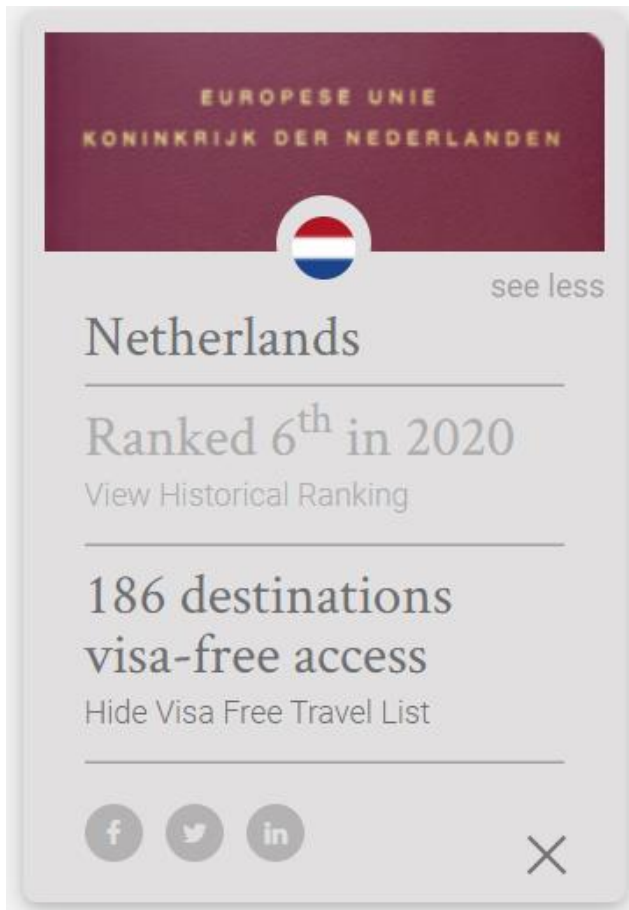 EUROPESE UNIE
KONINKRIJK DER NEDERLANDEN
see less
Netherlands
Ranked 6th in 2020
View Historical Ranking
186 destinations
visa-free access
Hide Visa Free Travel List
f
in